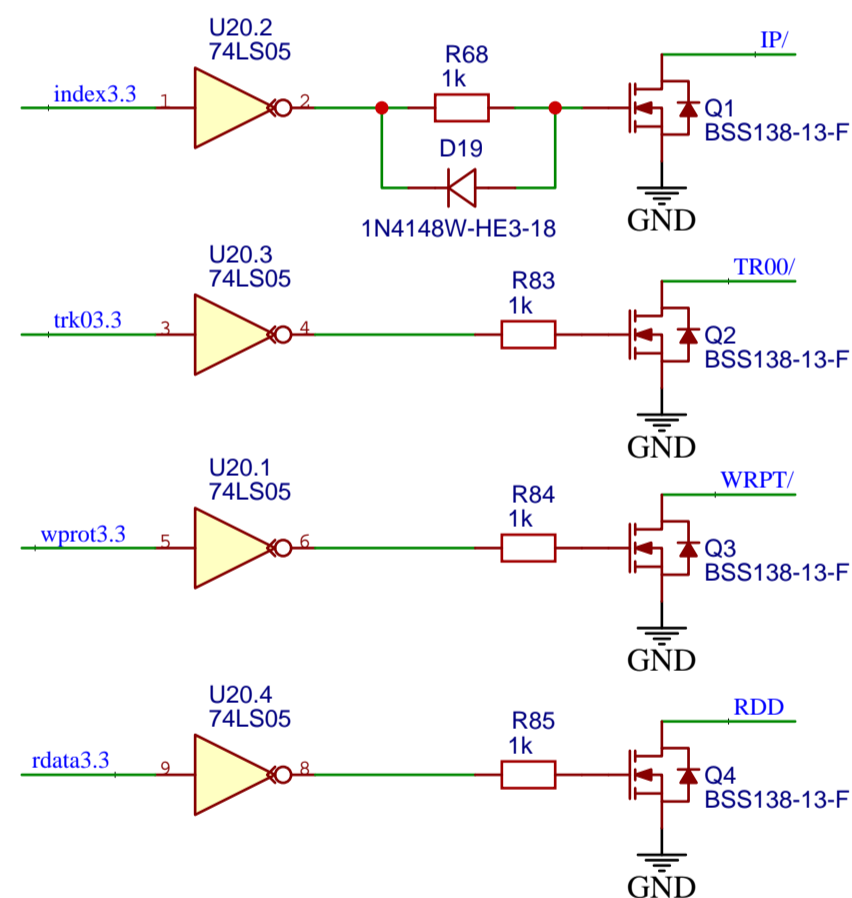 U20.2
74LS05
index3.3
1
2
R68
1k
D19
1N4148W-HE3-18
IP/
Q1
BSS138-13-F
GND
U20.3
74LS05
trk03.3
3
4
R83
1k
TR00/
Q2
BSS138-13-F
GND
U20.1
74LS05
wprot3.3
5
6
R84
1k
WRPT/
Q3
BSS138-13-F
GND
U20.4
74LS05
rdata3.3
9
8
R85
1k
RDD
Q4
BSS138-13-F
GND